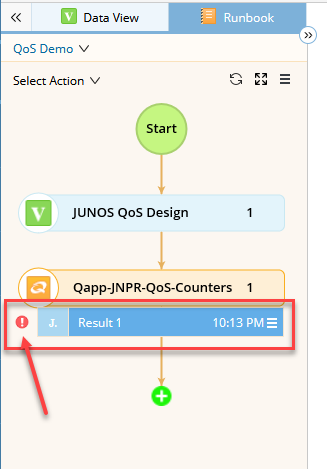 Data View
Runbook
QoS Demo
Select Action
Start
JUNOS QoS Design 1
Qapp-JNPR-QoS-Counters 1
J. Result 1 10:13 PM